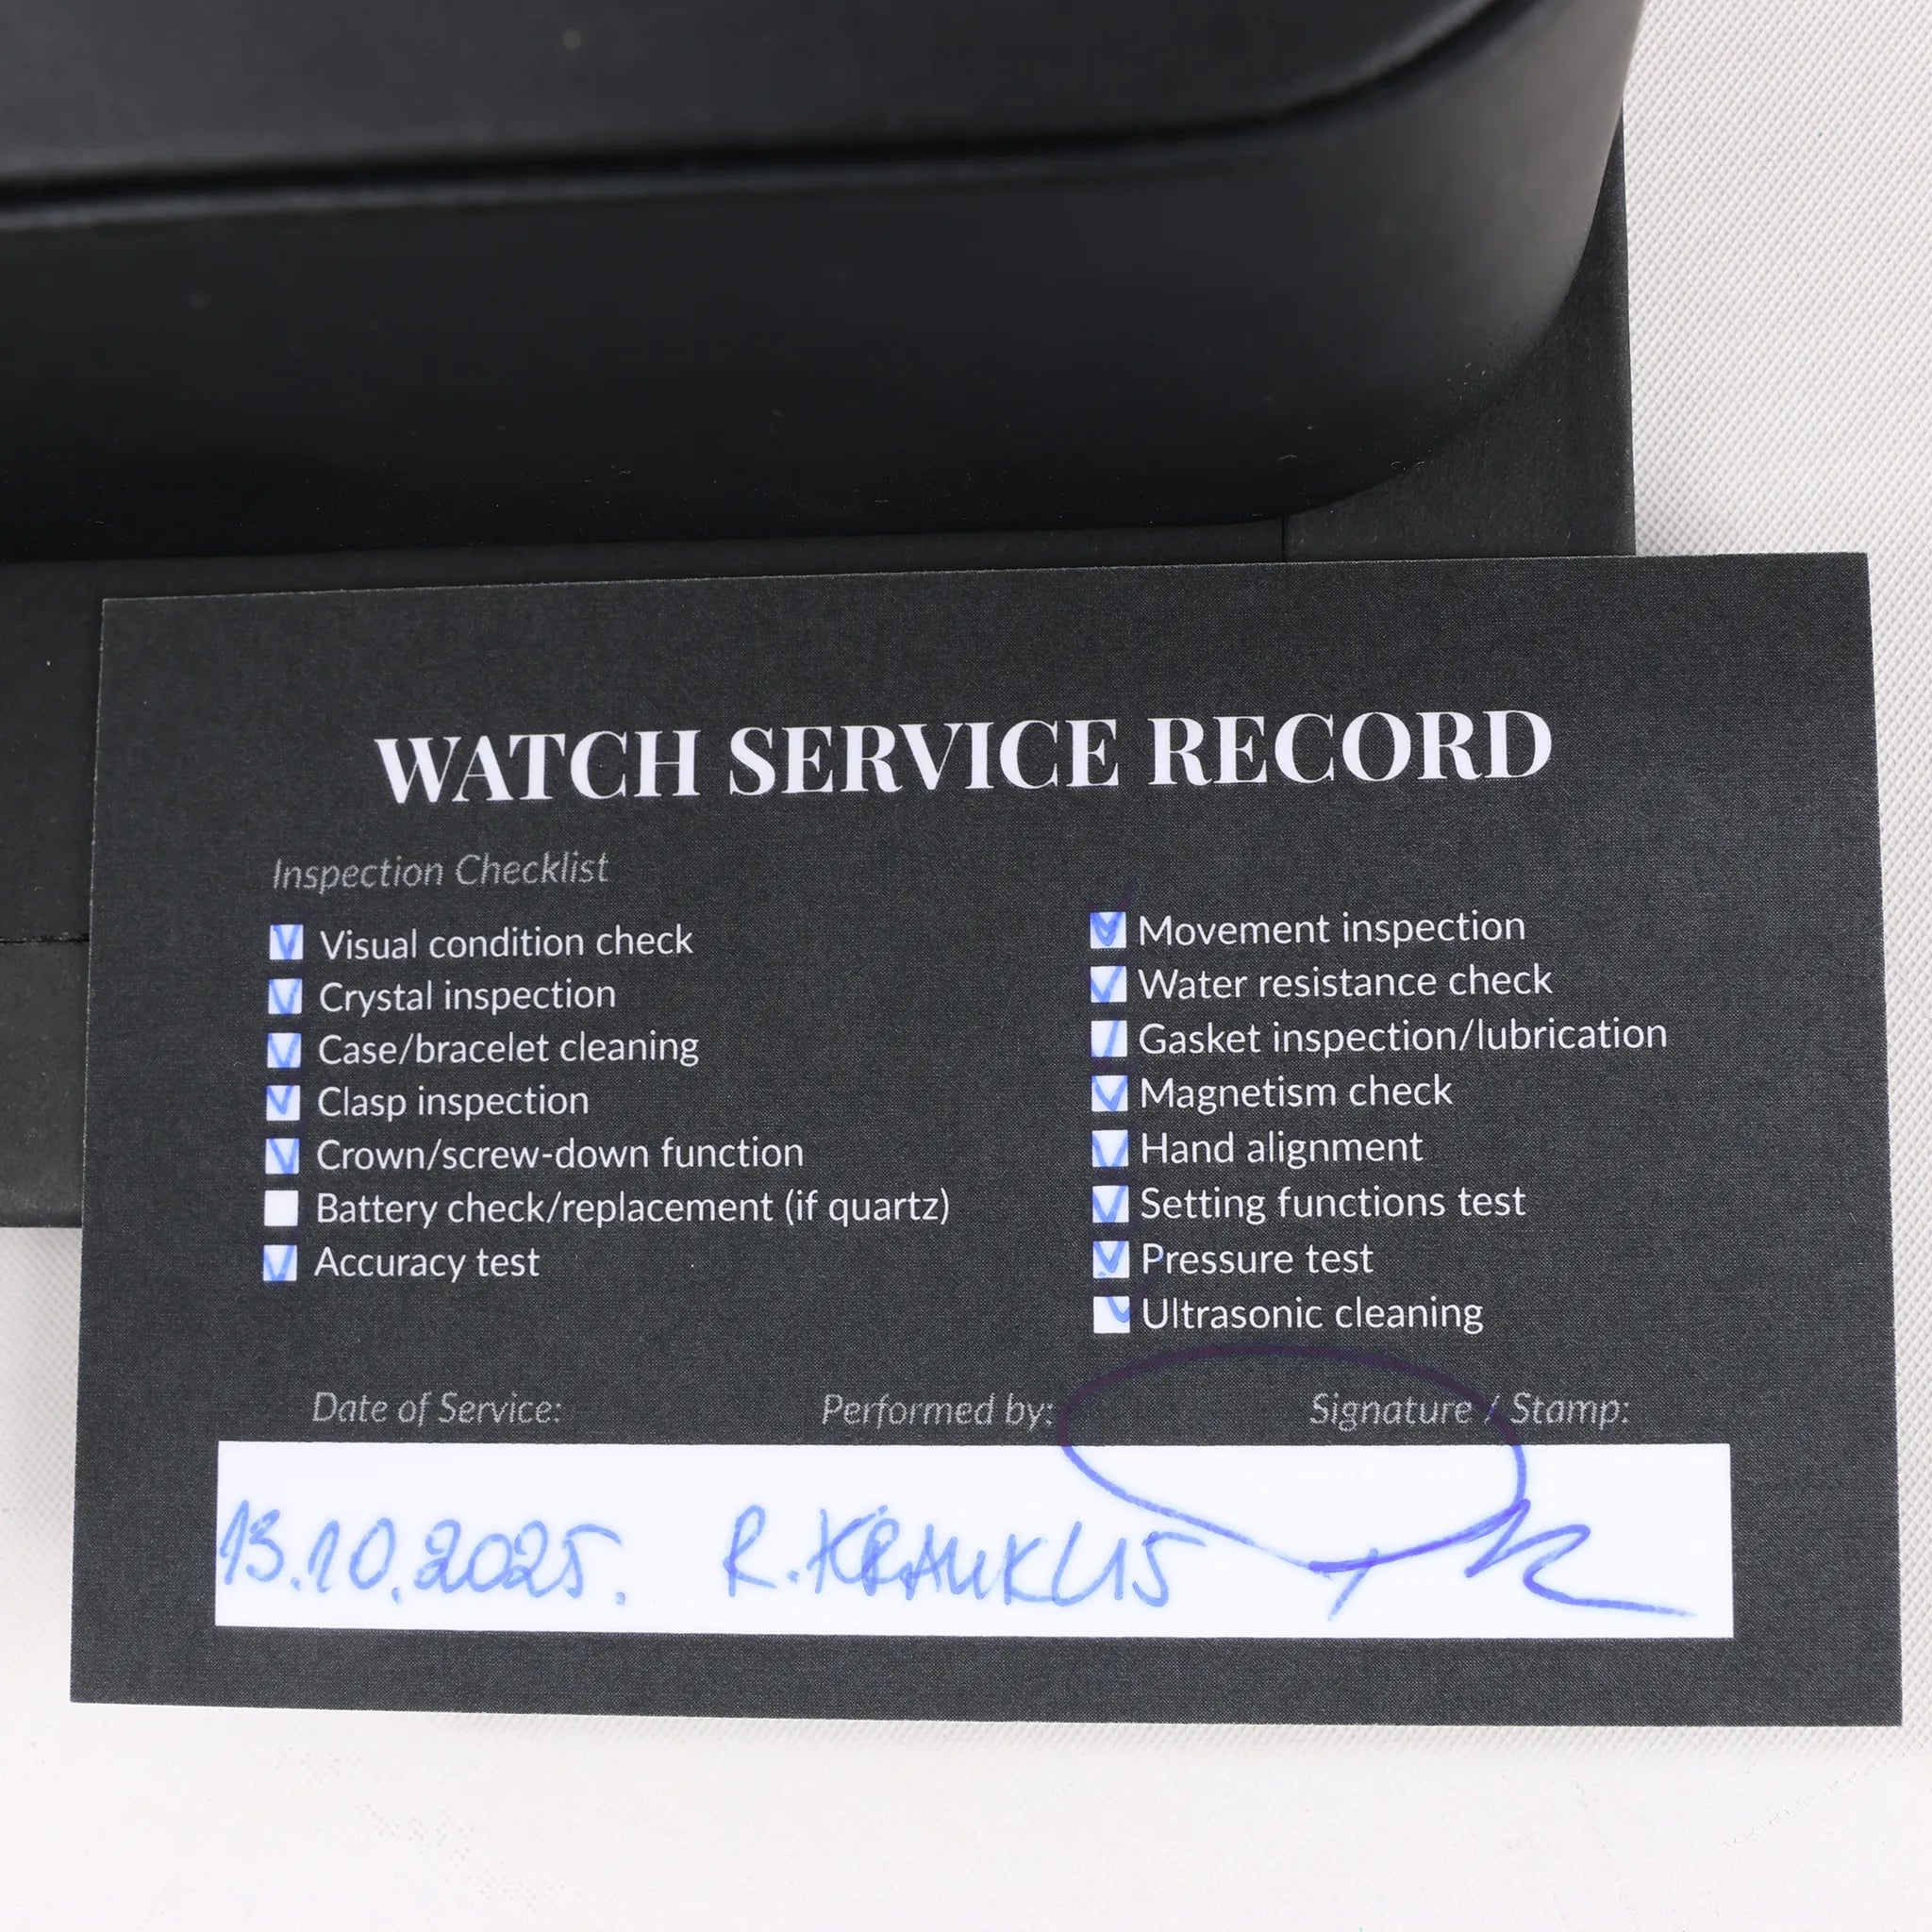 WATCH SERVICE RECORD
Inspection Checklist
Visual condition check
Crystal inspection
Case/bracelet cleaning
Clasp inspection
Crown/screw-down function
Battery check/replacement (if quartz)
Accuracy test
Movement inspection
Water resistance check
Gasket inspection/lubrication
Magnetism check
Hand alignment
Setting functions test
Pressure test
Ultrasonic cleaning
Date of Service:
Performed by:
Signature / Stamp:
13.10.2025.
R.KRAUKLIS